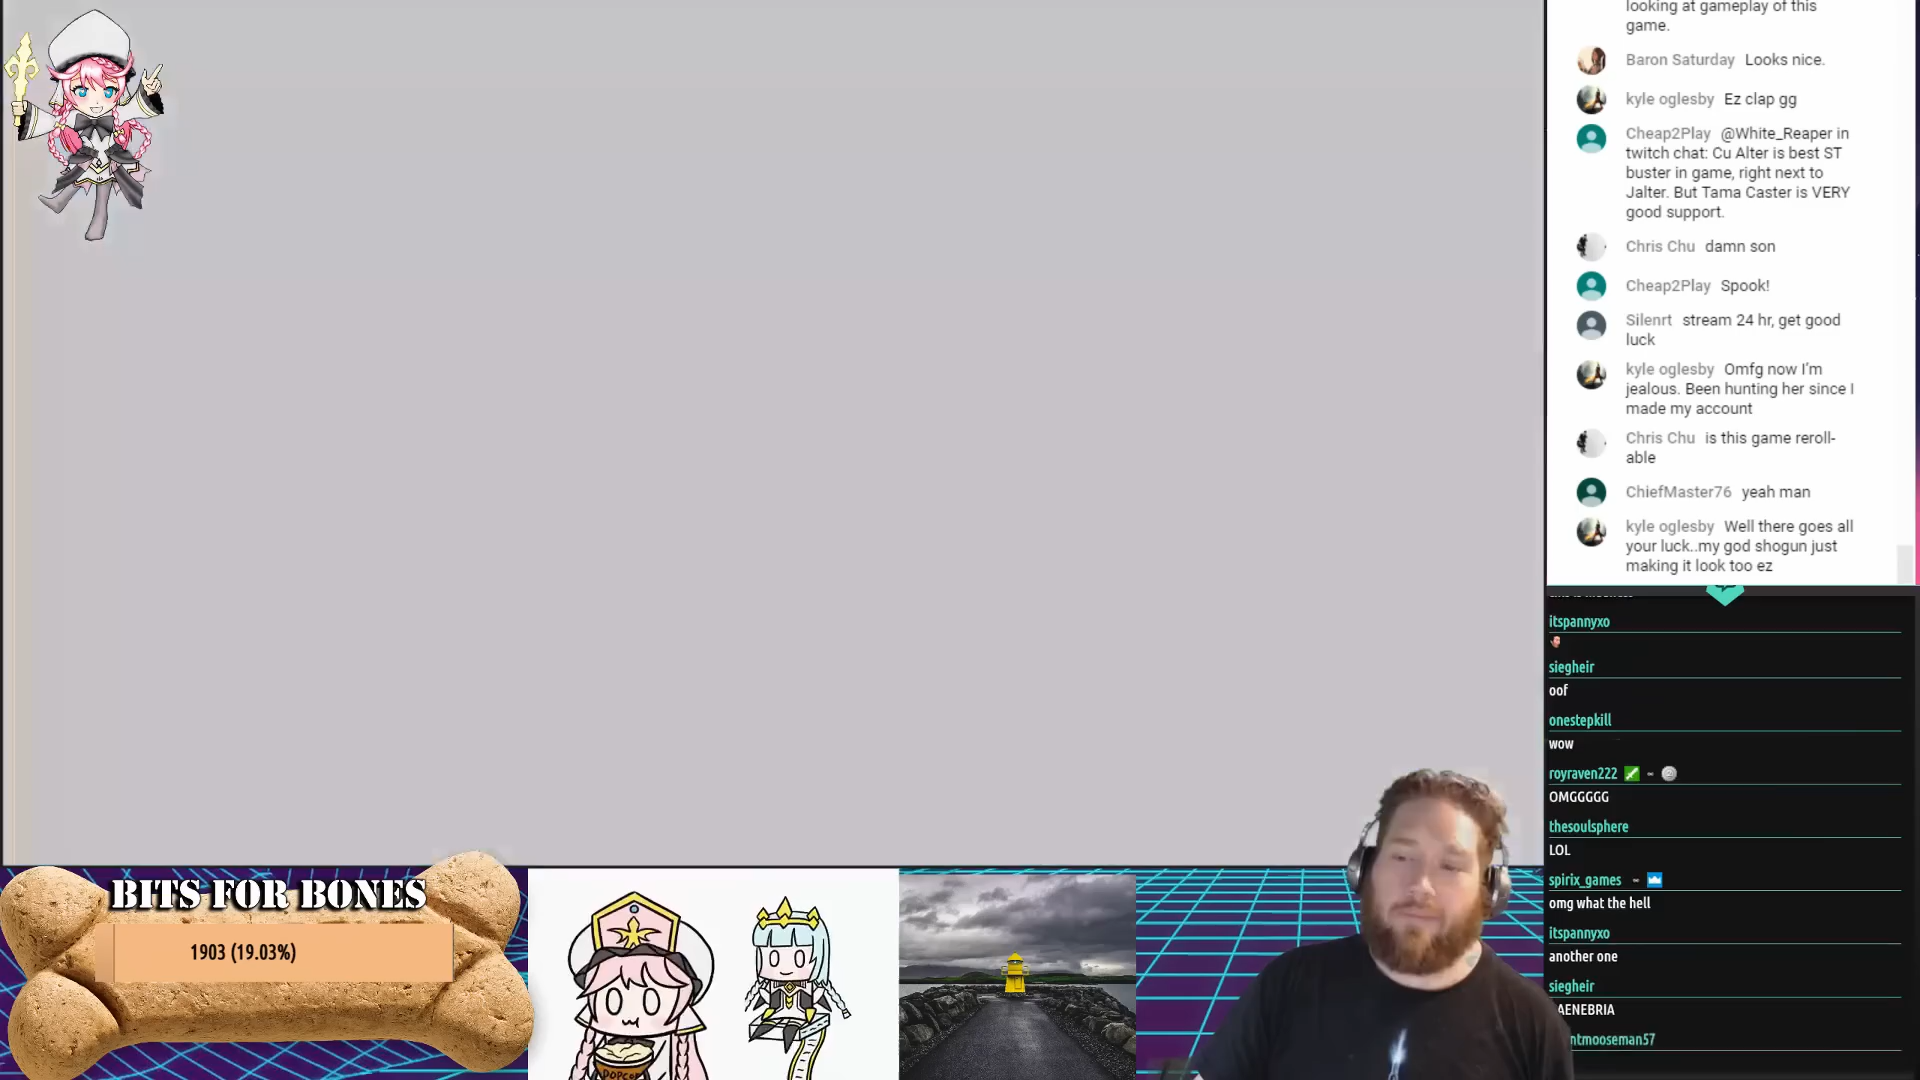 looking at gameplay of this
game.
Baron Saturday Looks nice.
kyle oglesby Ez clap gg
Cheap2Play @White_Reaper in
twitch chat: Cu Alter is best ST
buster in game, right next to
Jalter. But Tama Caster is VERY
good support.
Chris Chu damn son
Cheap2Play Spook!
Silenrt stream 24 hr, get good
luck
kyle oglesby Omfg now I'm
jealous. Been hunting her since I
made my account
Chris Chu is this game reroll-
able
ChiefMaster76 yeah man
kyle oglesby Well there goes all
your luck..my god shogun just
making it look too ez
itspannyxo
siegheir
oof
onestepkill
wow
royraven222
OMGGGGG
thesoulsphere
LOL
spirix_games
omg what the hell
itspannyxo
another one
siegheir
AENEBRIA
ntmooseman57
BITS FOR BONES
1903 (19.03%)